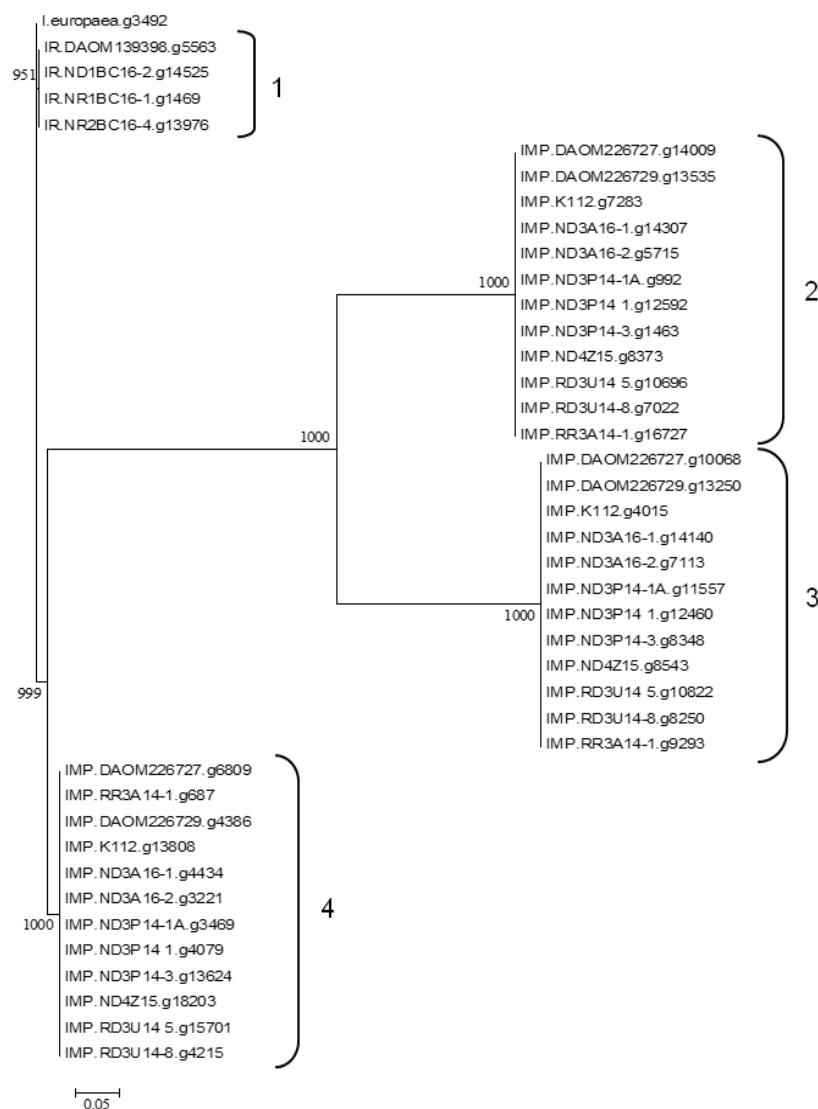 I.europaea.g3492
IR.DAOM139398.g5563
951
IR.ND1BC16-2.g14525
1
IR.NR1BC16-1.g1469
IR.NR2BC16-4.g13976
IMP.DAOM226727.g14009
IMP.DAOM226729.g13535
IMP.K112.g7283
IMP.ND3A16-1.g14307
IMP.ND3A16-2.g5715
1000
IMP.ND3P14-1A.g992
2
IMP.ND3P14 1.g12592
IMP.ND3P14-3.g1463
IMP.ND4Z15.g8373
IMP.RD3U14 5.g10696
IMP.RD3U14-8.g7022
1000
IMP.RR3A14-1.g16727
IMP.DAOM226727.g10068
IMP.DAOM226729.g13250
IMP.K112.g4015
IMP.ND3A16-1.g14140
IMP.ND3A16-2.g7113
IMP.ND3P14-1A.g11557
3
1000
IMP.ND3P14 1.g12460
IMP.ND3P14-3.g8348
IMP.ND4Z15.g8543
999
IMP.RD3U14 5.g10822
IMP.RD3U14-8.g8250
IMP.RR3A14-1.g9293
IMP.DAOM226727.g6809
IMP.RR3A14-1.g687
IMP.DAOM226729.g4386
IMP.K112.g13808
IMP.ND3A16-1.g4434
IMP.ND3A16-2.g3221
4
1000
IMP.ND3P14-1A.g3469
IMP.ND3P14 1.g4079
IMP.ND3P14-3.g13624
IMP.ND4Z15.g18203
IMP.RD3U14 5.g15701
IMP.RD3U14-8.g4215
0.05